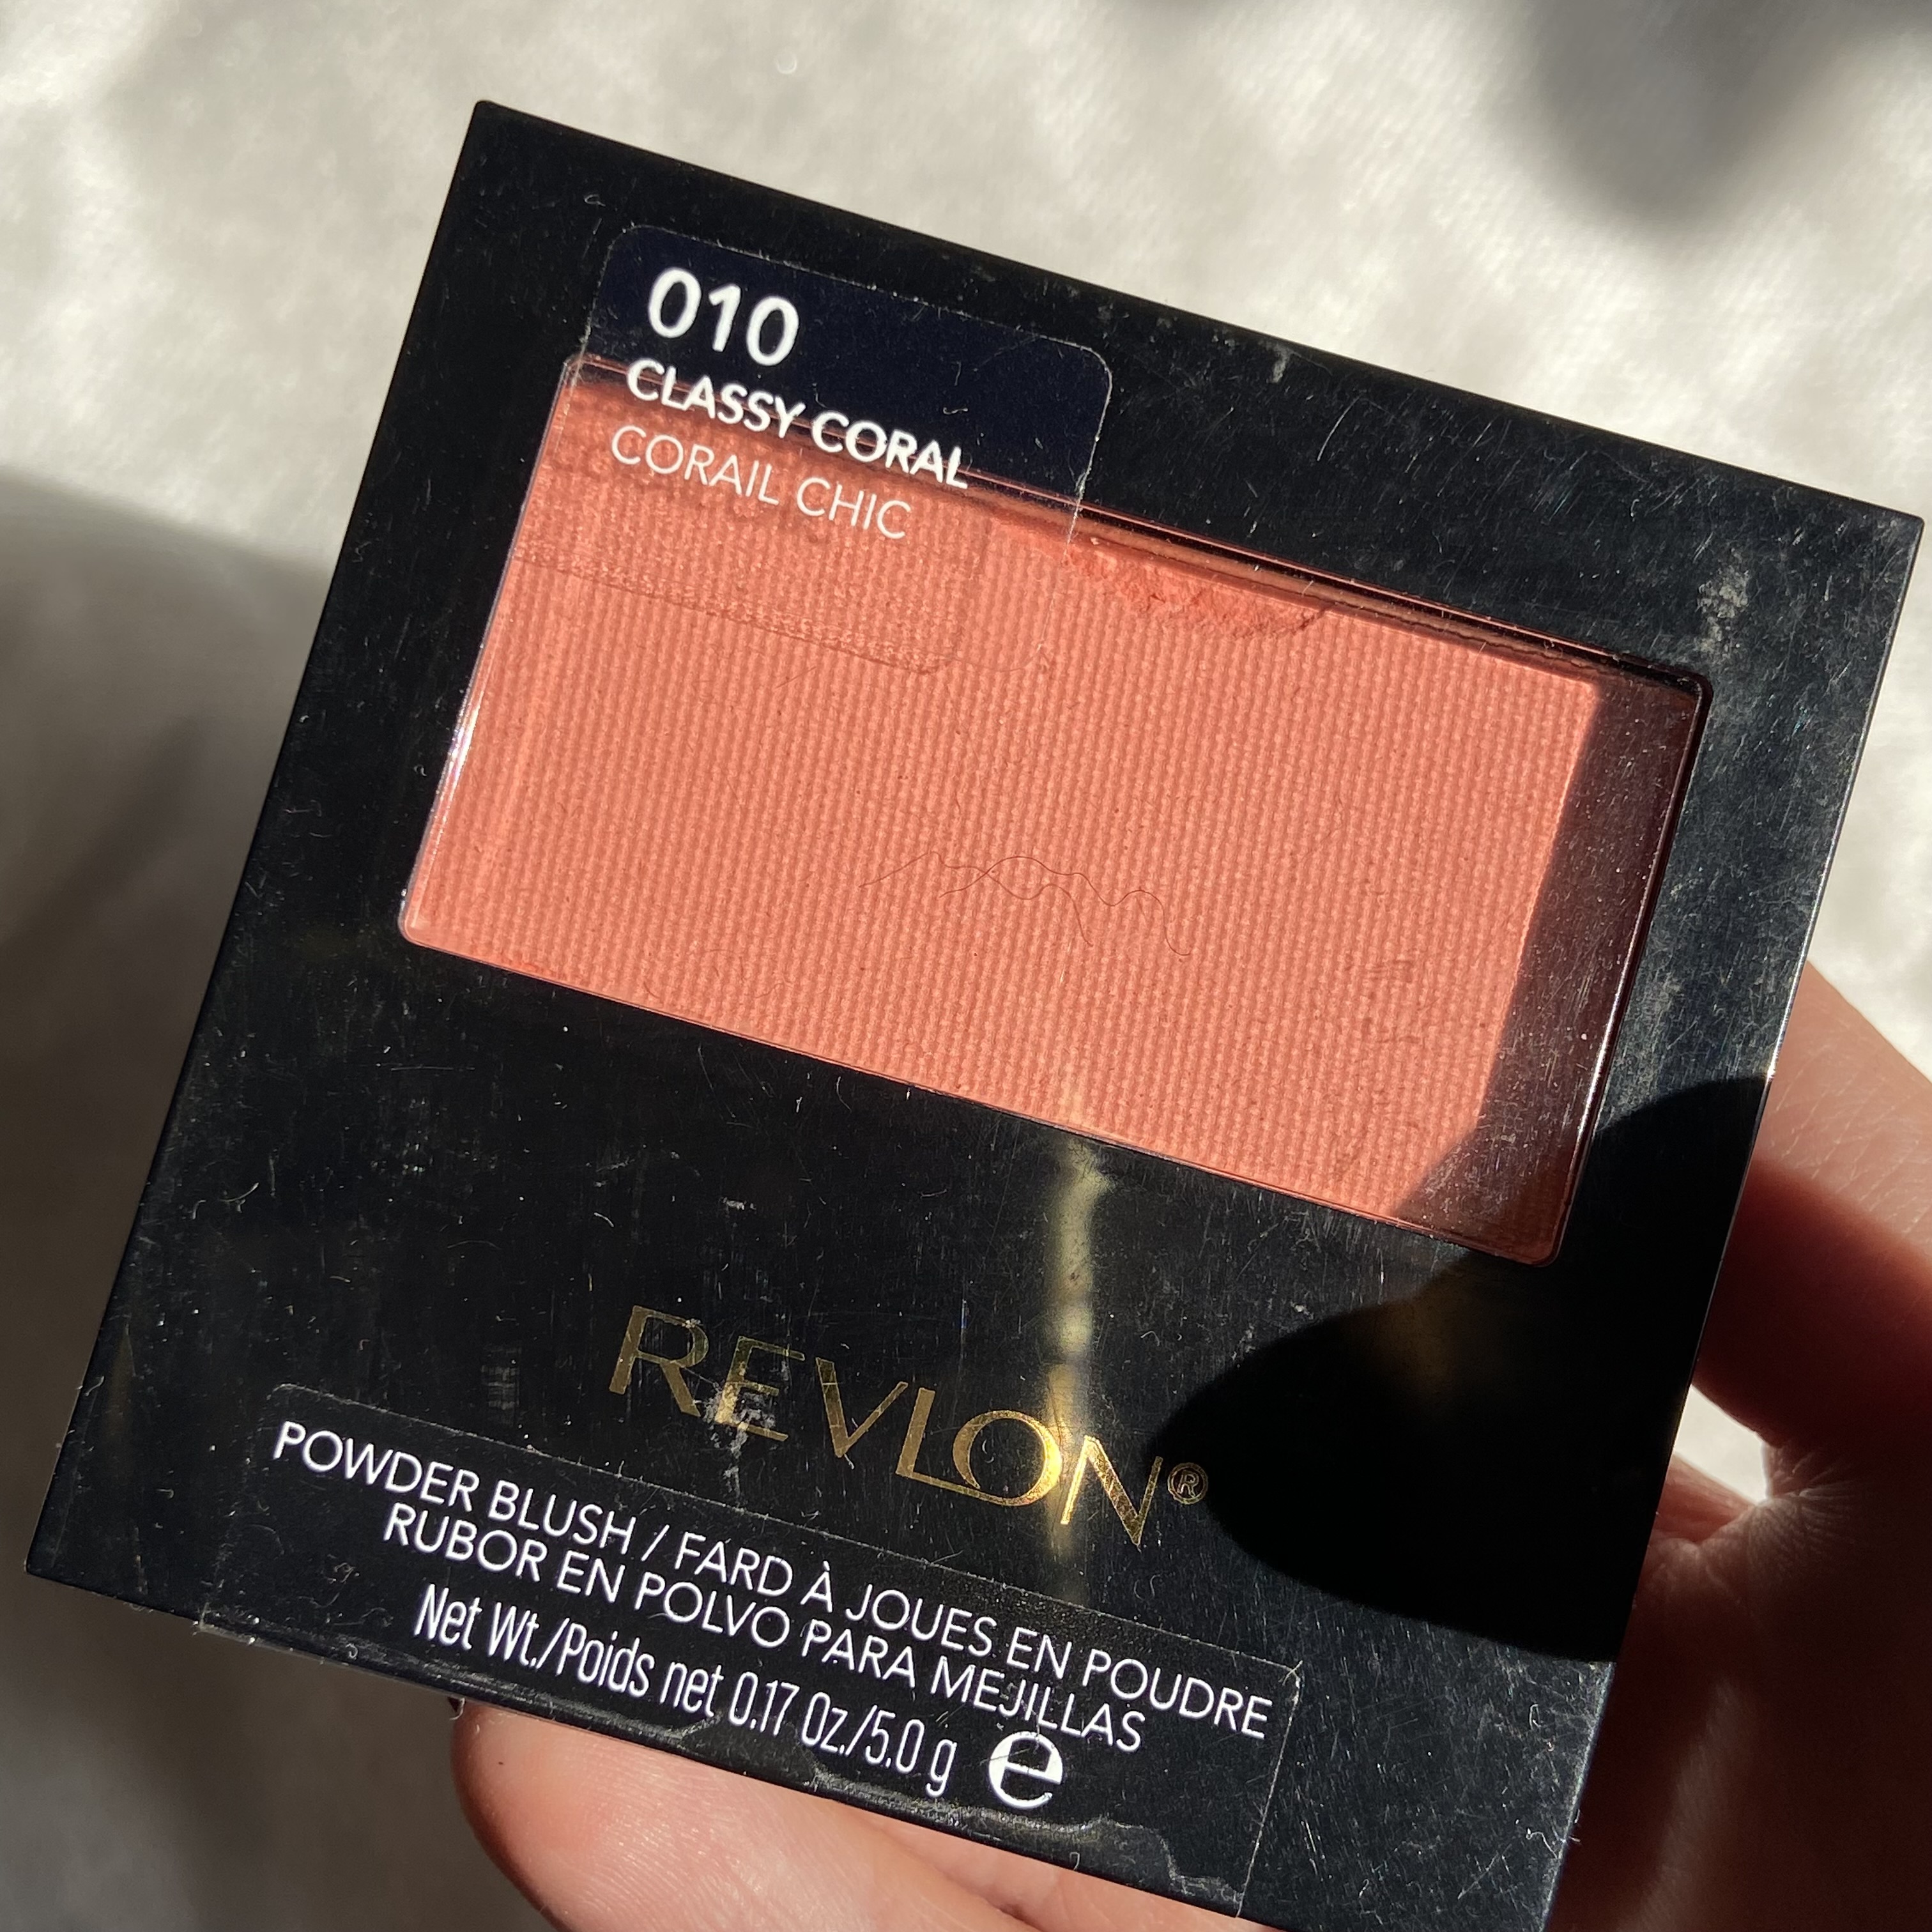 010
CLASSY CORAL
CORAIL CHIC
REVLON®
POWDER BLUSH / FARD À JOUES EN POUDRE
RUBOR EN POLVO PARA MEJILLAS
Net Wt./Poids net 0.17 Oz./5.0 g e